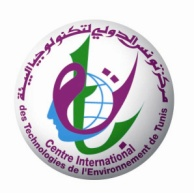 مركز تونس الدولي لتكنولوجيا البيئة
Centre International
des Technologies de l'Environnement de Tunis